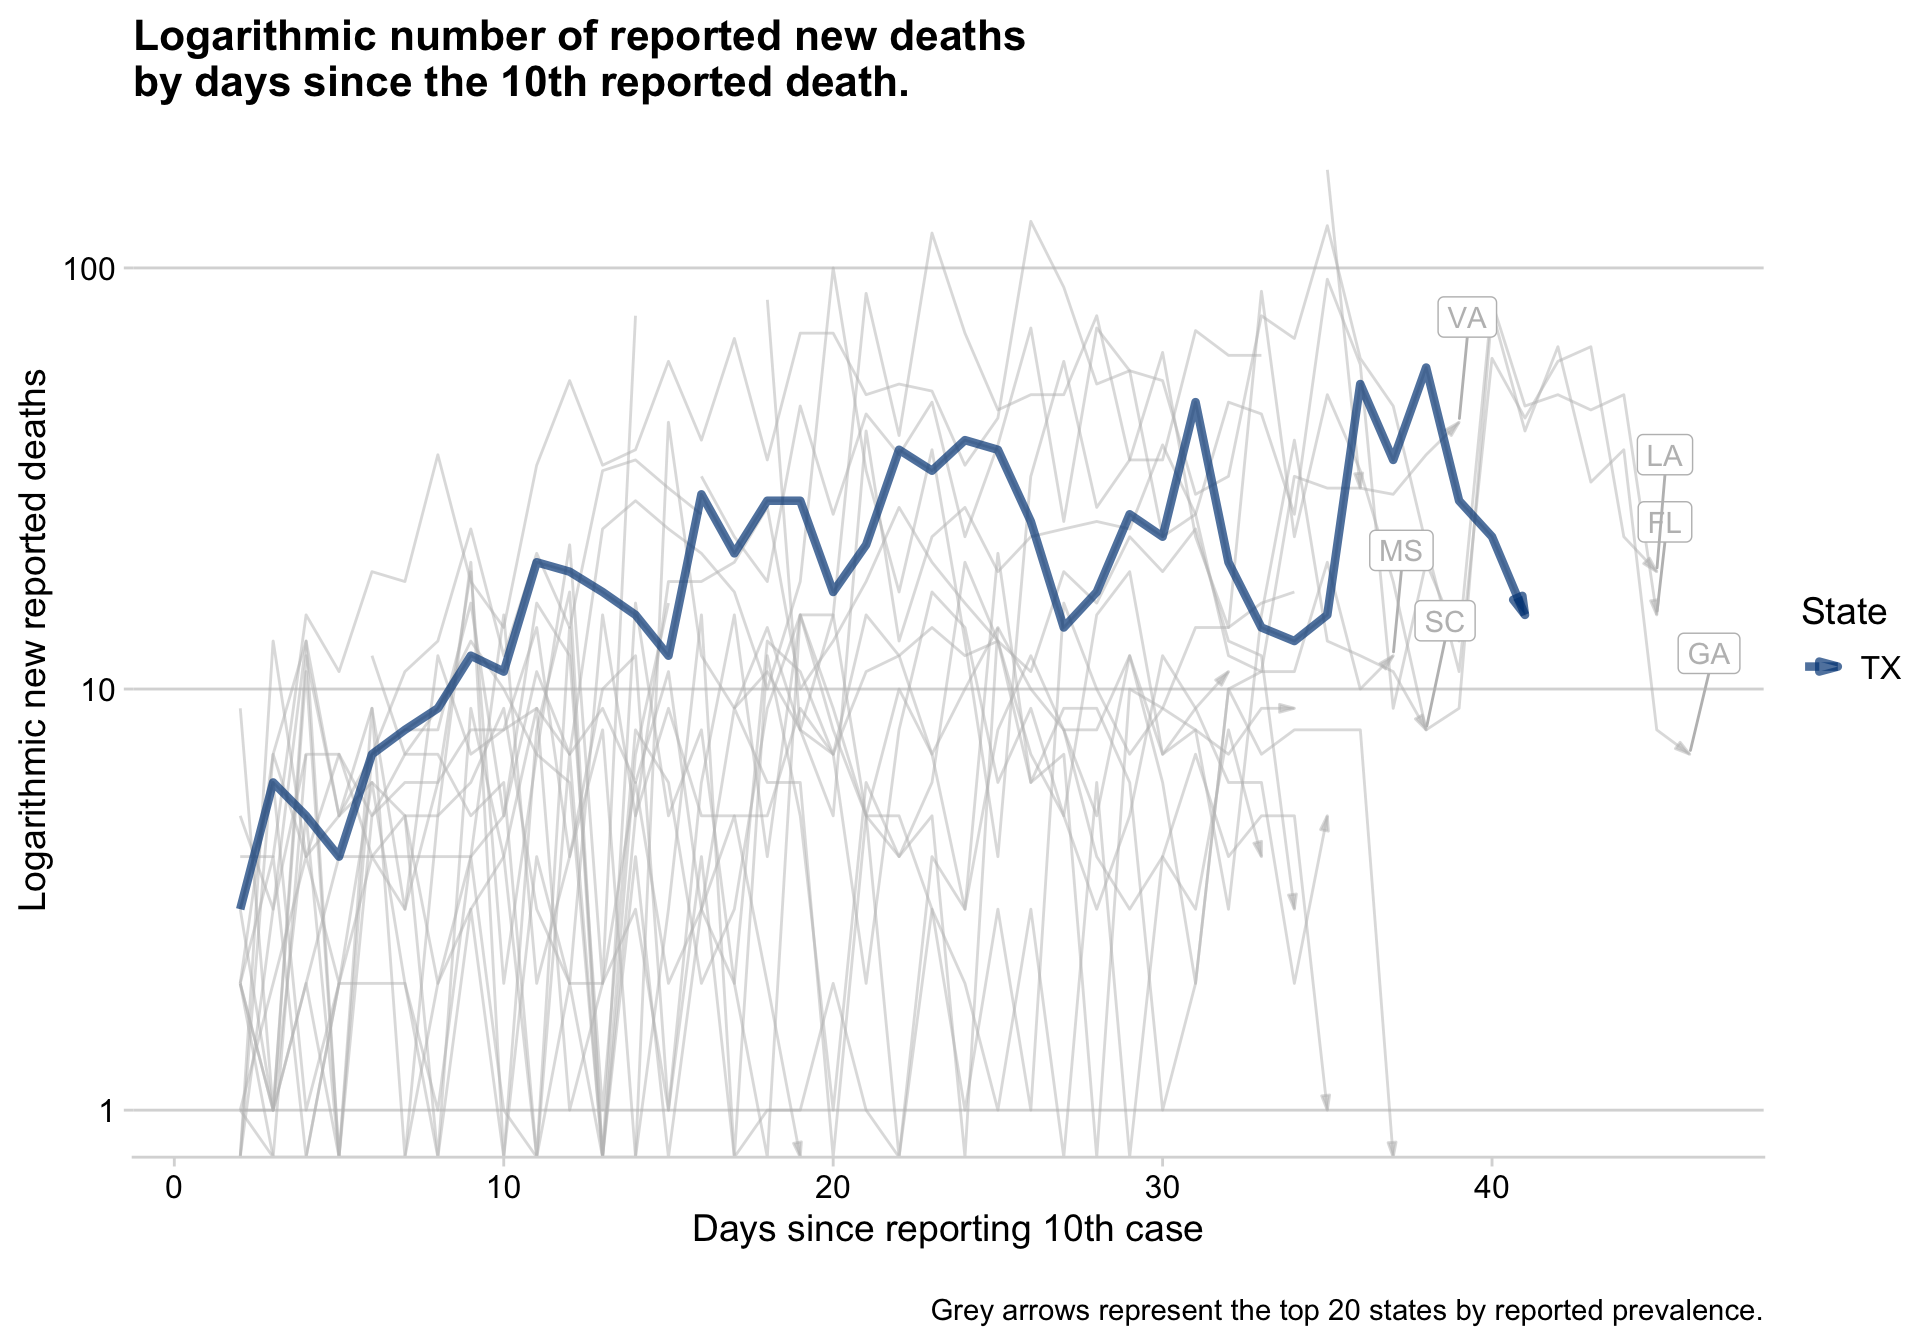 Logarithmic number of reported new deaths
by days since the 10th reported death.
Logarithmic new reported deaths
100
10
1
VA
LA
FL
MS
SC
GA
State
TX
0 10 20 30 40
Days since reporting 10th case
Grey arrows represent the top 20 states by reported prevalence.